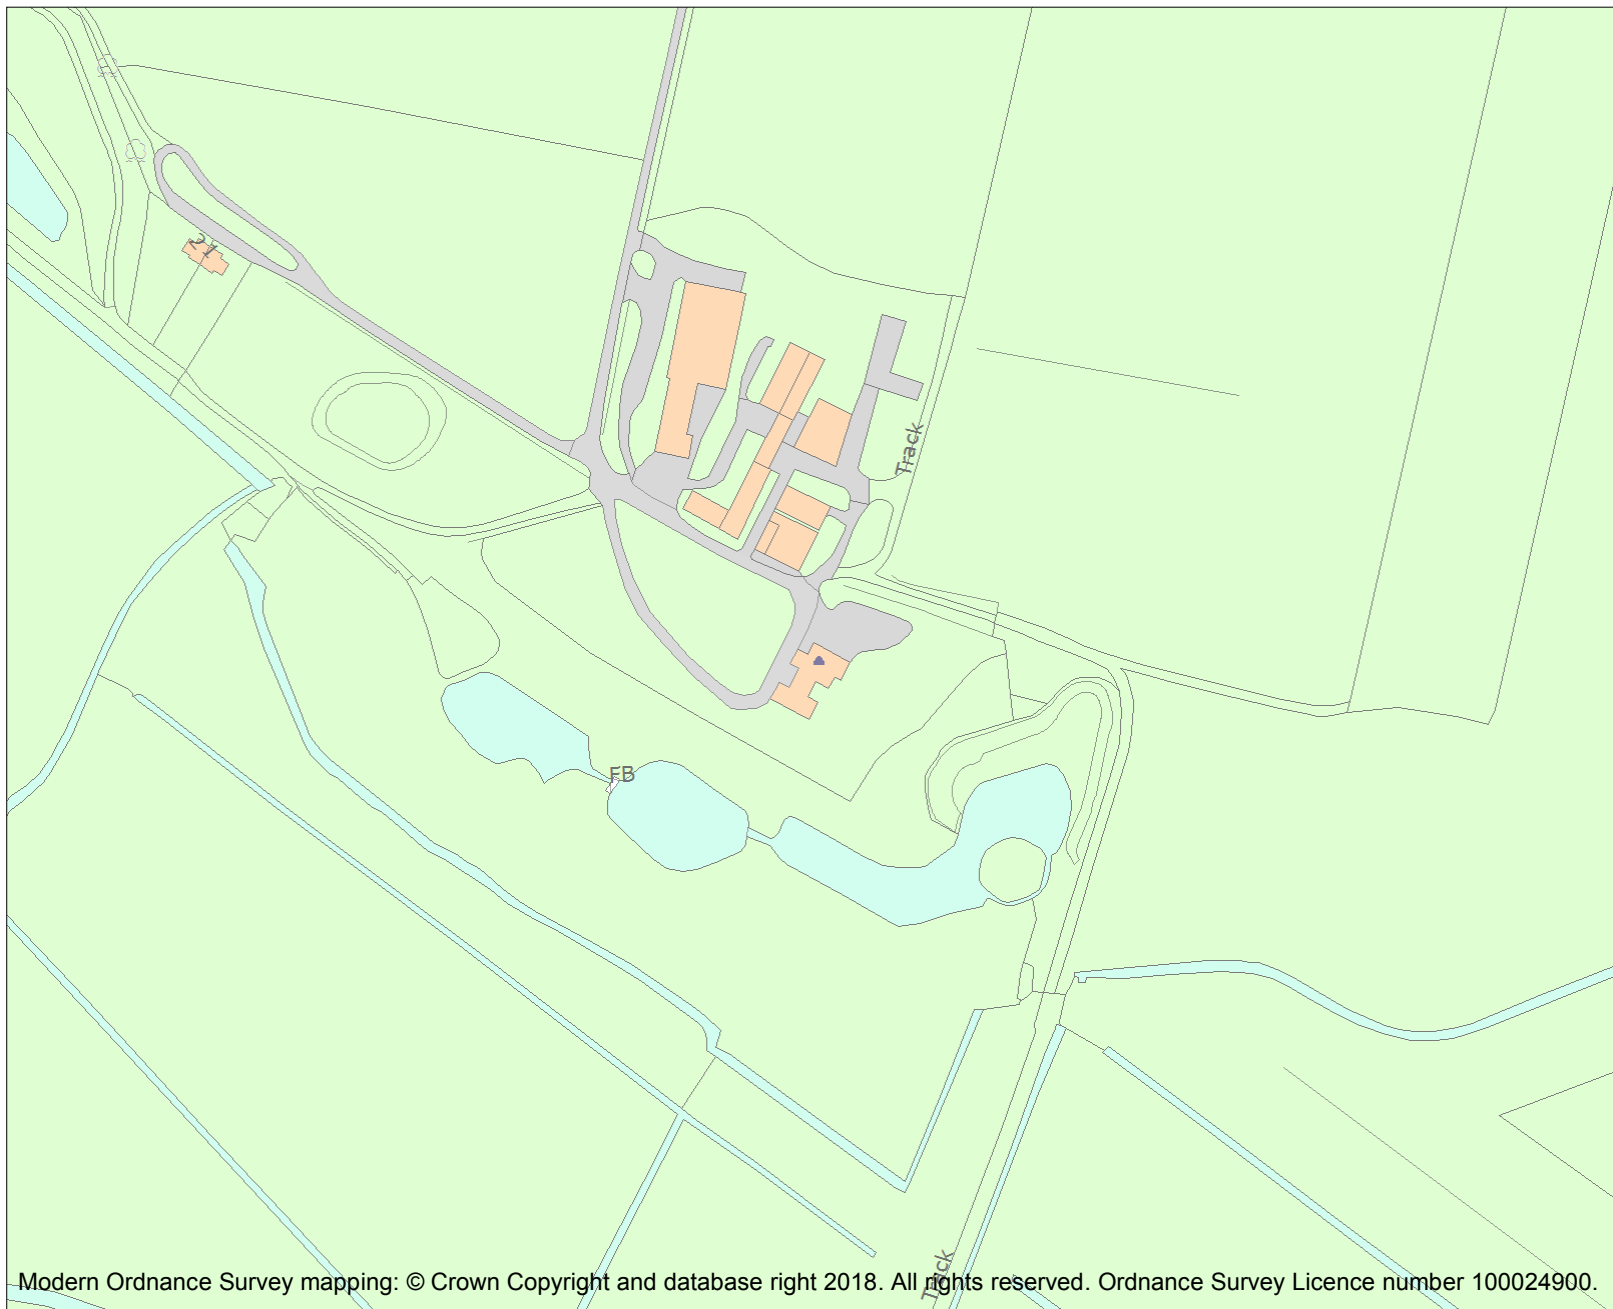 21
Track
FB
Track
Modern Ordnance Survey mapping: © Crown Copyright and database right 2018. All rights reserved. Ordnance Survey Licence number 100024900.